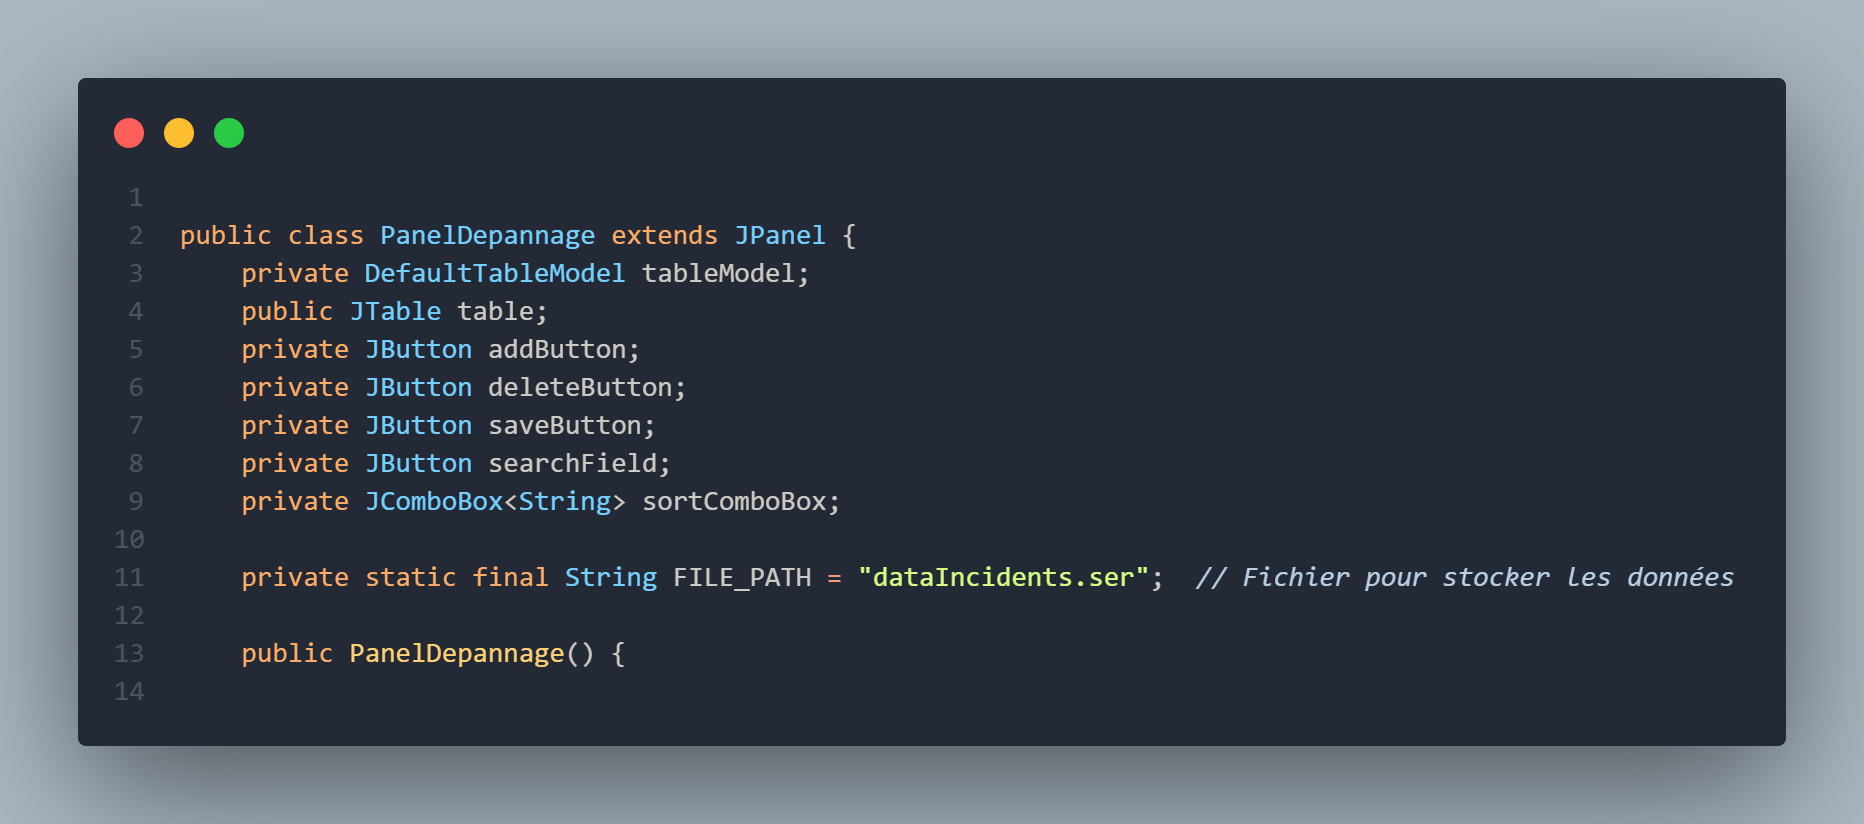 1
2 public class PanelDepannage extends JPanel {
3     private DefaultTableModel tableModel;
4     public JTable table;
5     private JButton addButton;
6     private JButton deleteButton;
7     private JButton saveButton;
8     private JButton searchField;
9     private JComboBox<String> sortComboBox;
10
11     private static final String FILE_PATH = "dataIncidents.ser";  // Fichier pour stocker les données
12
13     public PanelDepannage() {
14